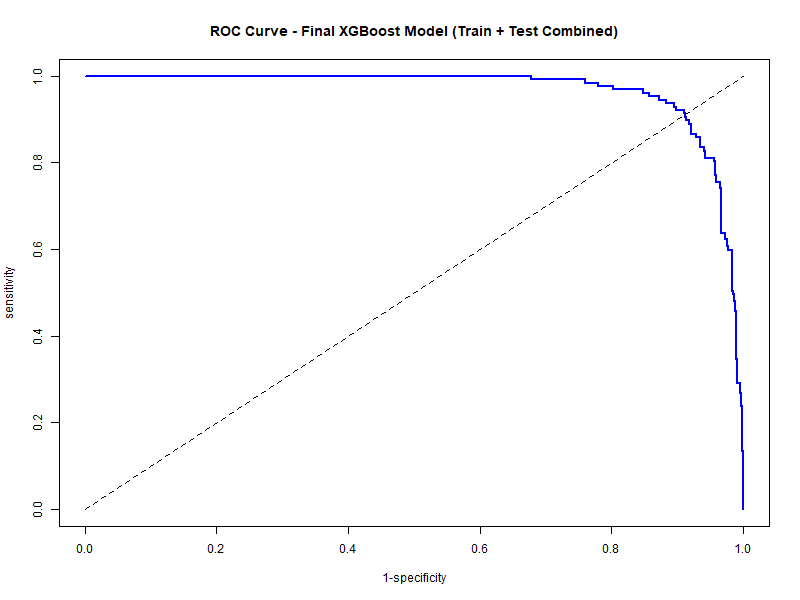 ROC Curve - Final XGBoost Model (Train + Test Combined)
1.0
0.8
0.6
0.4
0.2
0.0
sensitivity
0.0 0.2 0.4 0.6 0.8 1.0
1-specificity